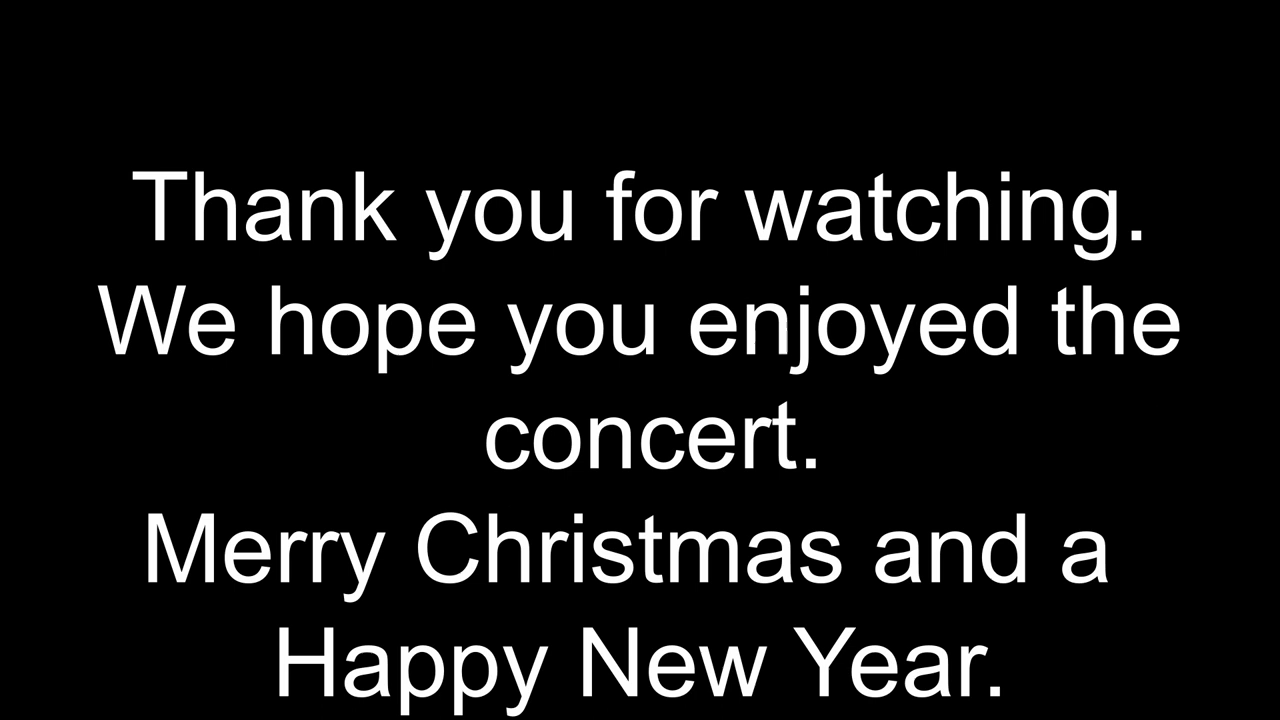 Thank you for watching.
We hope you enjoyed the
concert.
Merry Christmas and a
Happy New Year.